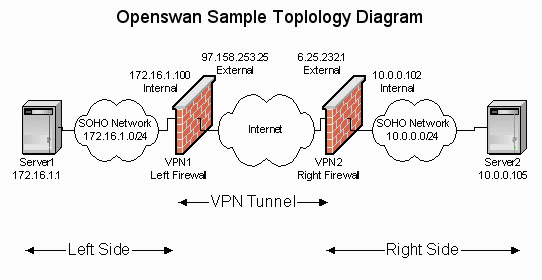 Openswan Sample Toplology Diagram
97.158.253.25
External
6.25.232.1
External
172.16.1.100
Internal
10.0.0.102
Internal
SOHO Network
172.16.1.0/24
Internet
SOHO Network
10.0.0.0/24
Server1
172.16.1.1
VPN1
Left Firewall
VPN2
Right Firewall
Server2
10.0.0.105
VPN Tunnel
Left Side
Right Side